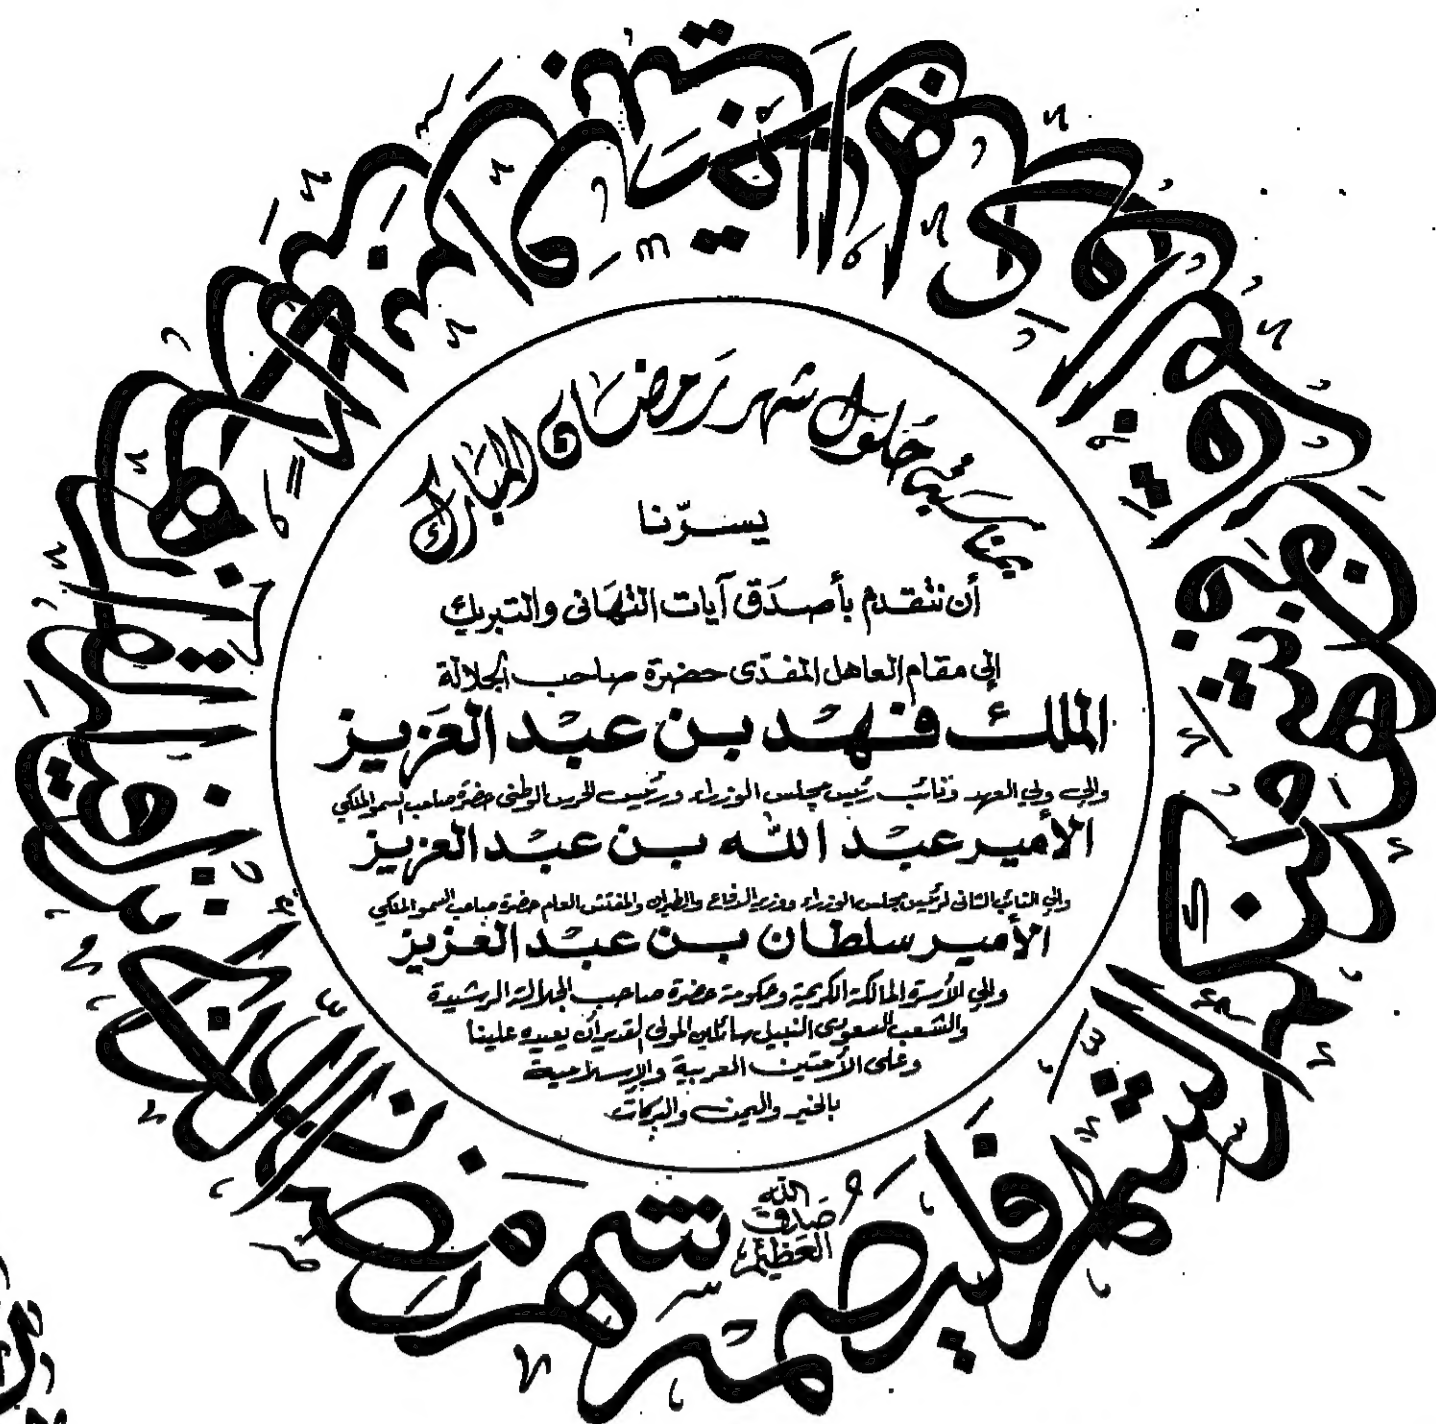 شهر رمضان الذي أنزل فيه القرآن هدى للناس وبينات من الهدى والفرقان فمن شهد منكم الشهر فليصمه
صدق الله العظيم
بمناسبة حلول شهر رمضان المبارك
يسرّنا
أن نتقدم بأصدق آيات التهاني والتبريك
إلى مقام العاهل المفدّى حضرة صاحب الجلالة
الملك فهد بن عبد العزيز
وإلى ولي العهد ونائب رئيس مجلس الوزراء ورئيس الحرس الوطني حضرة صاحب السمو الملكي
الأمير عبد الله بن عبد العزيز
وإلى النائب الثاني لرئيس مجلس الوزراء ووزير الدفاع والطيران والمفتش العام حضرة صاحب السمو الملكي
الأمير سلطان بن عبد العزيز
وإلى الأسرة المالكة الكريمة وحكومة حضرة صاحب الجلالة الرشيدة
والشعب السعودي النبيل سائلين المولى القدير أن يعيده علينا
وعلى الأمتين العربية والإسلامية
بالخير واليمن والبركات